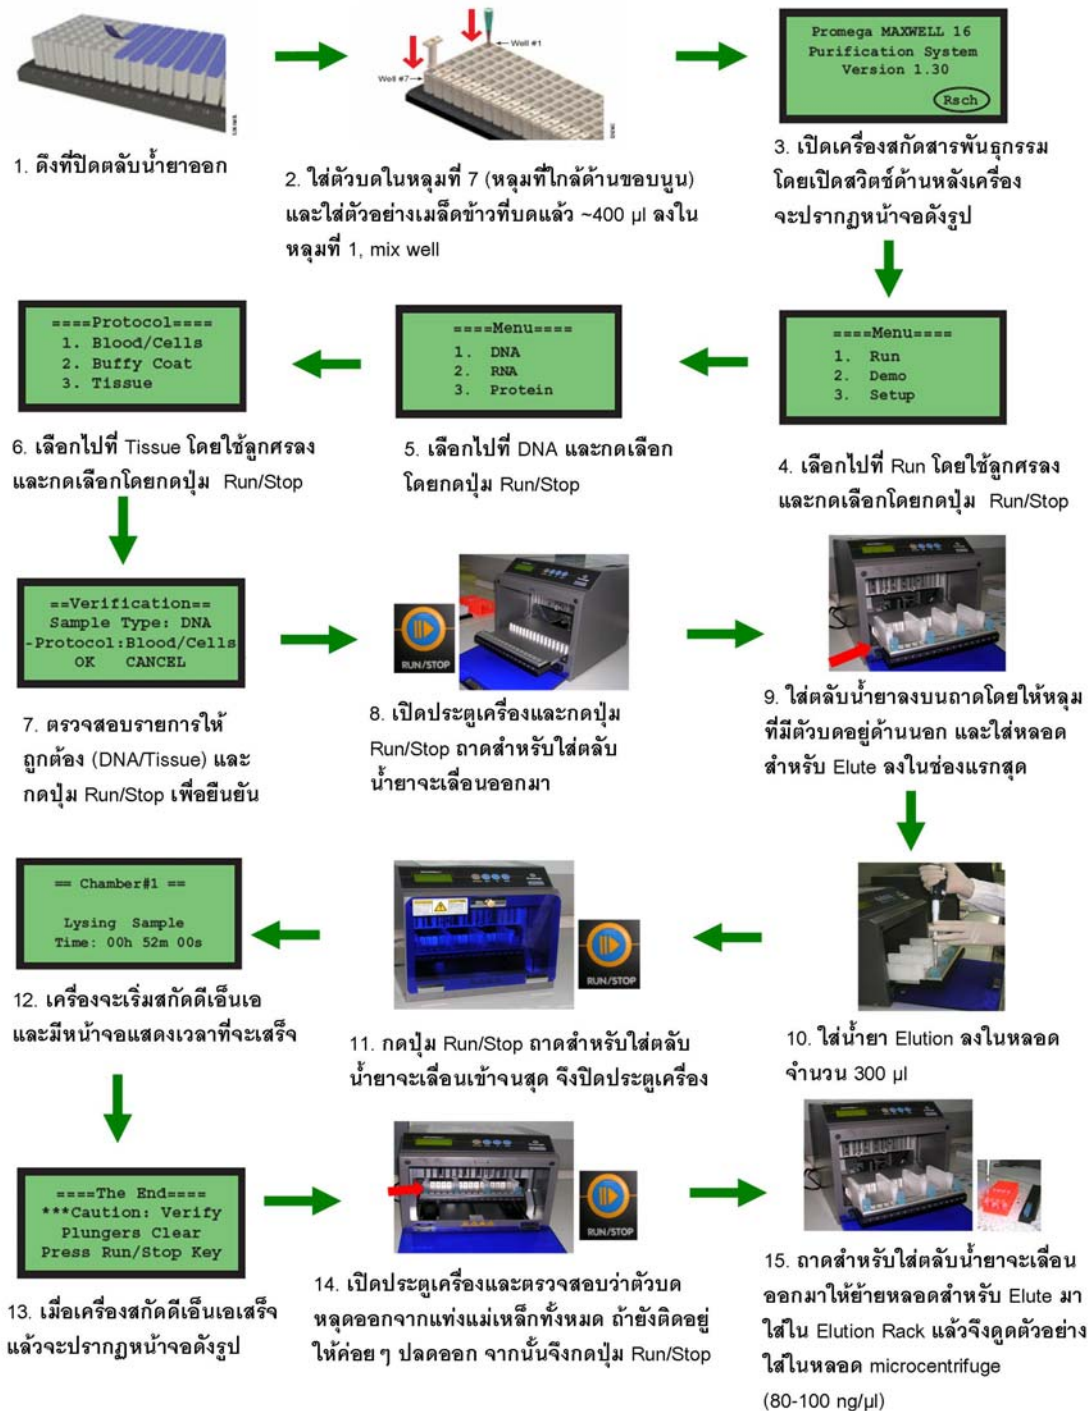 Well #1
Well #7
1. ดึงที่ปิดตลับน้ำยาออก
2. ใส่ตัวบดในหลุมที่ 7 (หลุมที่ใกล้ด้านขอบนูน)
และใส่ตัวอย่างเมล็ดข้าวที่บดแล้ว ~400 µl ลงใน
หลุมที่ 1, mix well
Promega MAXWELL 16
Purification System
Version 1.30
Rsch
3. เปิดเครื่องสกัดสารพันธุกรรม
โดยเปิดสวิตช์ด้านหลังเครื่อง
จะปรากฏหน้าจอดังรูป
====Menu====
1. Run
2. Demo
3. Setup
4. เลือกไปที่ Run โดยใช้ลูกศรลง
และกดเลือกโดยกดปุ่ม Run/Stop
====Menu====
1. DNA
2. RNA
3. Protein
5. เลือกไปที่ DNA และกดเลือก
โดยกดปุ่ม Run/Stop
====Protocol====
1. Blood/Cells
2. Buffy Coat
3. Tissue
6. เลือกไปที่ Tissue โดยใช้ลูกศรลง
และกดเลือกโดยกดปุ่ม Run/Stop
==Verification==
Sample Type: DNA
-Protocol:Blood/Cells
OK CANCEL
7. ตรวจสอบรายการให้
ถูกต้อง (DNA/Tissue) และ
กดปุ่ม Run/Stop เพื่อยืนยัน
RUN/STOP
8. เปิดประตูเครื่องและกดปุ่ม
Run/Stop ถาดสำหรับใส่ตลับ
น้ำยาจะเลื่อนออกมา
9. ใส่ตลับน้ำยาลงบนถาดโดยให้หลุม
ที่มีตัวบดอยู่ด้านนอก และใส่หลอด
สำหรับ Elute ลงในช่องแรกสุด
10. ใส่น้ำยา Elution ลงในหลอด
จำนวน 300 µl
RUN/STOP
11. กดปุ่ม Run/Stop ถาดสำหรับใส่ตลับ
น้ำยาจะเลื่อนเข้าจนสุด จึงปิดประตูเครื่อง
== Chamber#1 ==
Lysing Sample
Time: 00h 52m 00s
12. เครื่องจะเริ่มสกัดดีเอ็นเอ
และมีหน้าจอแสดงเวลาที่จะเสร็จ
====The End====
***Caution: Verify
Plungers Clear
Press Run/Stop Key
13. เมื่อเครื่องสกัดดีเอ็นเอเสร็จ
แล้วจะปรากฏหน้าจอดังรูป
RUN/STOP
14. เปิดประตูเครื่องและตรวจสอบว่าตัวบด
หลุดออกจากแท่งแม่เหล็กทั้งหมด ถ้ายังติดอยู่
ให้ค่อย ๆ ปลดออก จากนั้นจึงกดปุ่ม Run/Stop
15. ถาดสำหรับใส่ตลับน้ำยาจะเลื่อน
ออกมาให้ย้ายหลอดสำหรับ Elute มา
ใส่ใน Elution Rack แล้วจึงดูดตัวอย่าง
ใส่ในหลอด microcentrifuge
(80-100 ng/µl)